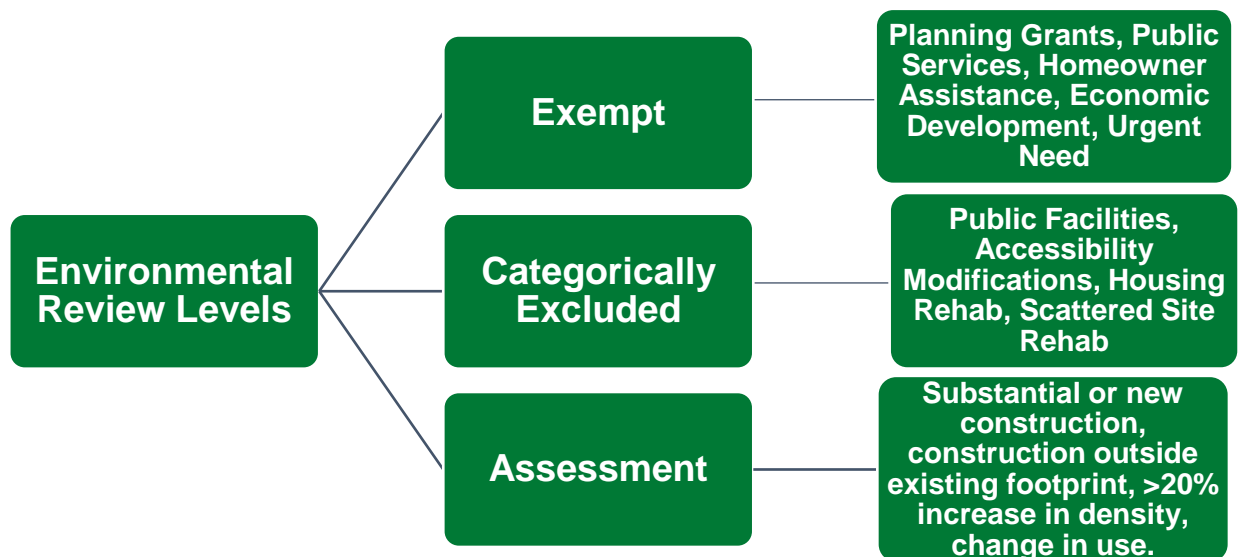 Environmental
Review Levels
Exempt
Planning Grants, Public
Services, Homeowner
Assistance, Economic
Development, Urgent
Need
Categorically
Excluded
Public Facilities,
Accessibility
Modifications, Housing
Rehab, Scattered Site
Rehab
Assessment
Substantial or new
construction,
construction outside
existing footprint, >20%
increase in density,
change in use.